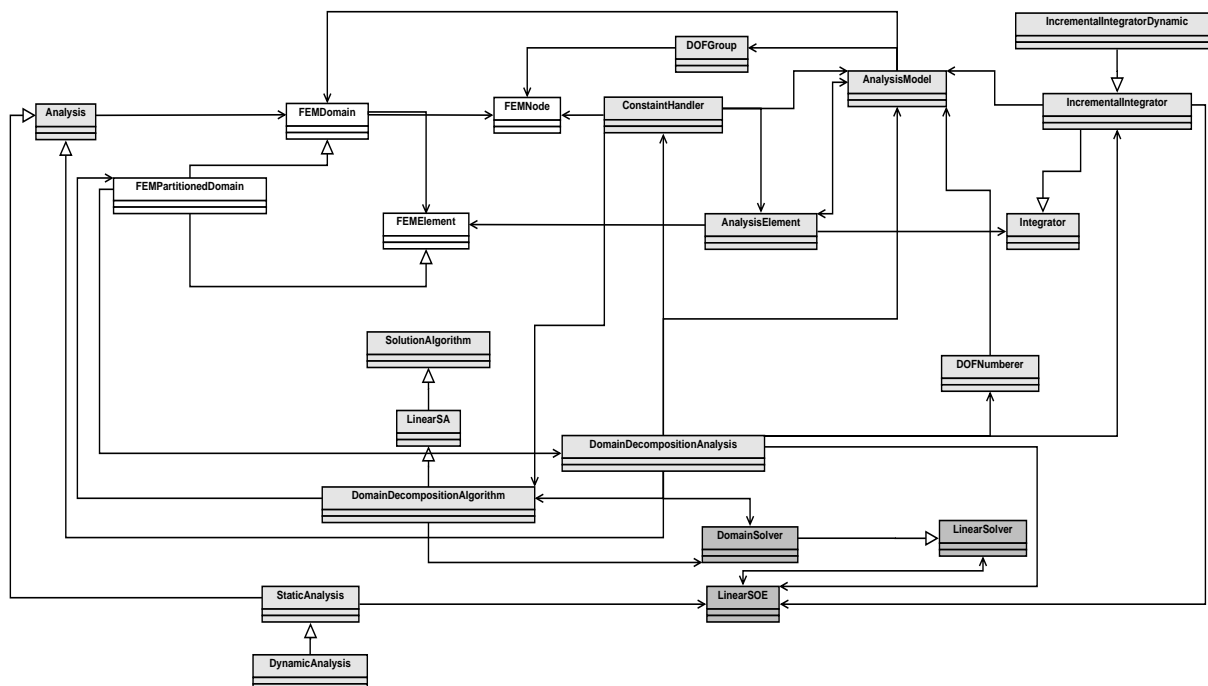 IncrementalIntegratorDynamic
DOFGroup
AnalysisModel
Analysis
FEMDomain
FEMNode
ConstaintHandler
IncrementalIntegrator
FEMPartitionedDomain
FEMElement
AnalysisElement
Integrator
SolutionAlgorithm
DOFNumberer
LinearSA
DomainDecompositionAnalysis
DomainDecompositionAlgorithm
DomainSolver
LinearSolver
StaticAnalysis
LinearSOE
DynamicAnalysis